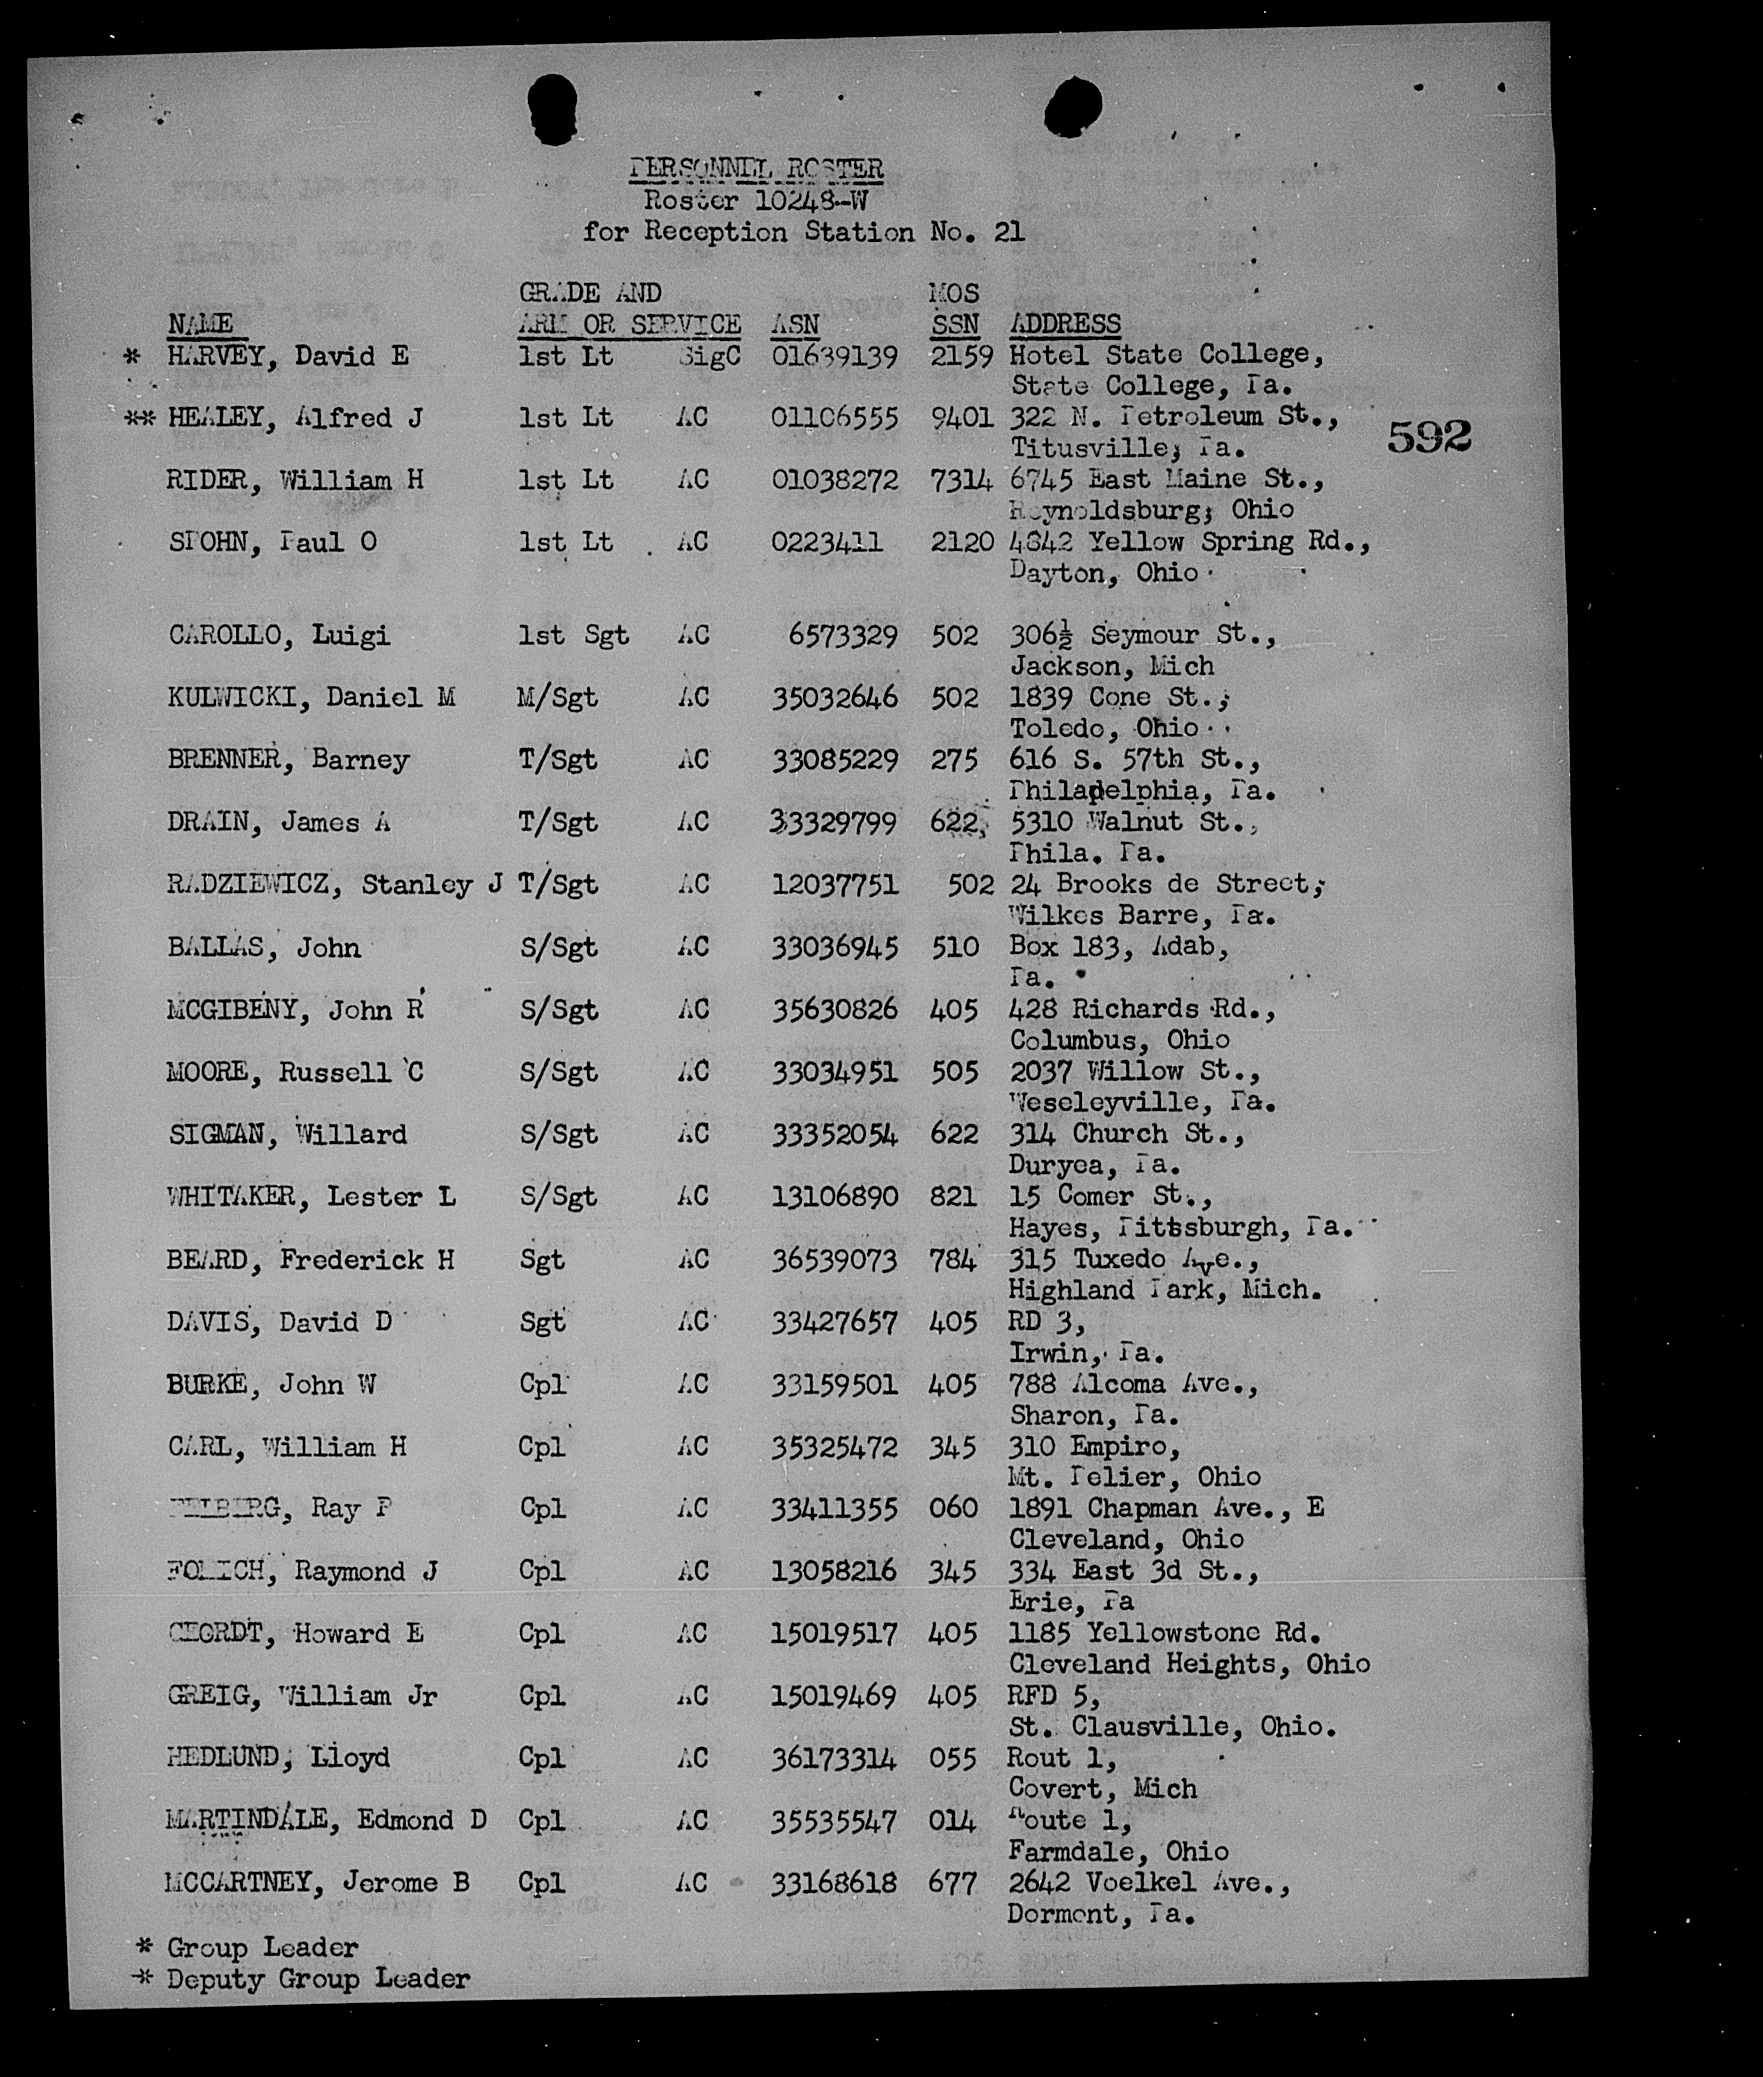 PERSONNEL ROSTER
Roster 10248-W
for Reception Station No. 21
GRADE AND MOS
NAME ARM OR SERVICE ASN SSN ADDRESS
* HARVEY, David E 1st Lt SigC 01639139 2159 Hotel State College,
State College, Pa.
** HEALEY, Alfred J 1st Lt AC 01106555 9401 322 N. Petroleum St.,
592
Titusville, Pa.
RIDER, William H 1st Lt AC 01038272 7314 6745 East Maine St.,
Reynoldsburg, Ohio
SPOHN, Paul O 1st Lt AC 0223411 2120 4842 Yellow Spring Rd.,
Dayton, Ohio
CAROLLO, Luigi 1st Sgt AC 6573329 502 306½ Seymour St.,
Jackson, Mich
KULWICKI, Daniel M M/Sgt AC 35032646 502 1839 Cone St.,
Toledo, Ohio
BRENNER, Barney T/Sgt AC 33085229 275 616 S. 57th St.,
Philadelphia, Pa.
DRAIN, James A T/Sgt AC 33329799 622 5310 Walnut St.,
Phila. Pa.
RADZIEWICZ, Stanley J T/Sgt AC 12037751 502 24 Brooks de Street,
Wilkes Barre, Pa.
BALLAS, John S/Sgt AC 33036945 510 Box 183, Adab,
Pa.
MCGIBENY, John R S/Sgt AC 35630826 405 428 Richards Rd.,
Columbus, Ohio
MOORE, Russell C S/Sgt AC 33034951 505 2037 Willow St.,
Weseleyville, Pa.
SIGMAN, Willard S/Sgt AC 33352054 622 314 Church St.,
Duryea, Pa.
WHITAKER, Lester L S/Sgt AC 13106890 821 15 Comer St.,
Hayes, Pittsburgh, Pa.
BEARD, Frederick H Sgt AC 36539073 784 315 Tuxedo Ave.,
Highland Park, Mich.
DAVIS, David D Sgt AC 33427657 405 RD 3,
Irwin, Pa.
BURKE, John W Cpl AC 33159501 405 788 Alcoma Ave.,
Sharon, Pa.
CARL, William H Cpl AC 35325472 345 310 Empiro,
Mt. Pelier, Ohio
Ray F Cpl AC 33411355 060 1891 Chapman Ave., E
Cleveland, Ohio
Raymond J Cpl AC 13058216 345 334 East 3d St.,
Erie, Pa
Howard E Cpl AC 15019517 405 1185 Yellowstone Rd.
Cleveland Heights, Ohio
GREIG, William Jr Cpl AC 15019469 405 RFD 5,
St. Clausville, Ohio.
HEDLUND, Lloyd Cpl AC 36173314 055 Rout 1,
Covert, Mich
MARTINDALE, Edmond D Cpl AC 35535547 014 Route 1,
Farmdale, Ohio
MCCARTNEY, Jerome B Cpl AC 33168618 677 2642 Voelkel Ave.,
Dormont, Pa.
* Group Leader
* Deputy Group Leader